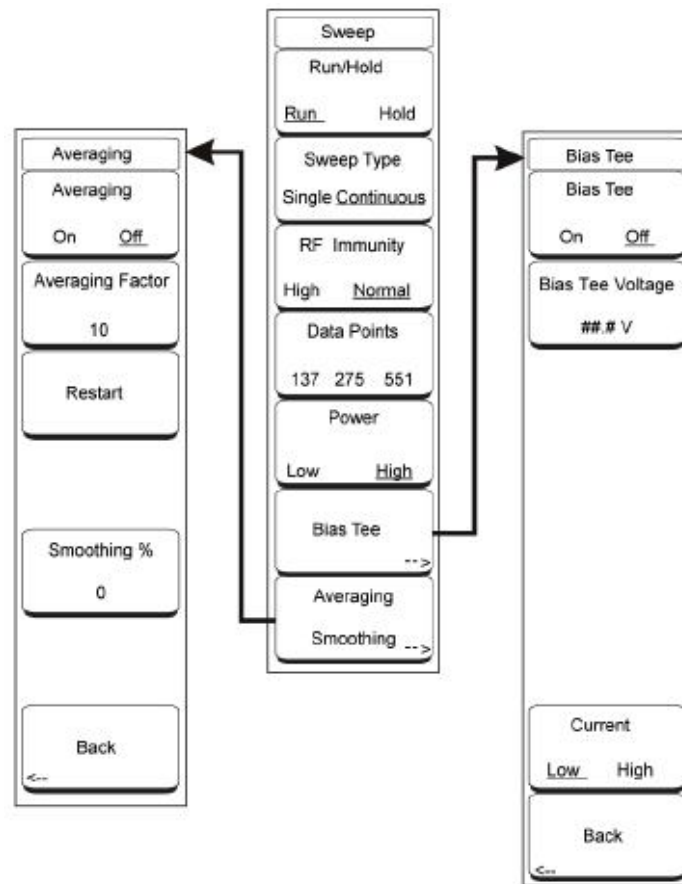 Averaging
Averaging
On Off
Averaging Factor
10
Restart
Smoothing %
0
Back
<--
Sweep
Run/Hold
Run Hold
Sweep Type
Single Continuous
RF Immunity
High Normal
Data Points
137 275 551
Power
Low High
Bias Tee
-->
Averaging
Smoothing -->
Bias Tee
Bias Tee
On Off
Bias Tee Voltage
##.# V
Current
Low High
Back
<--